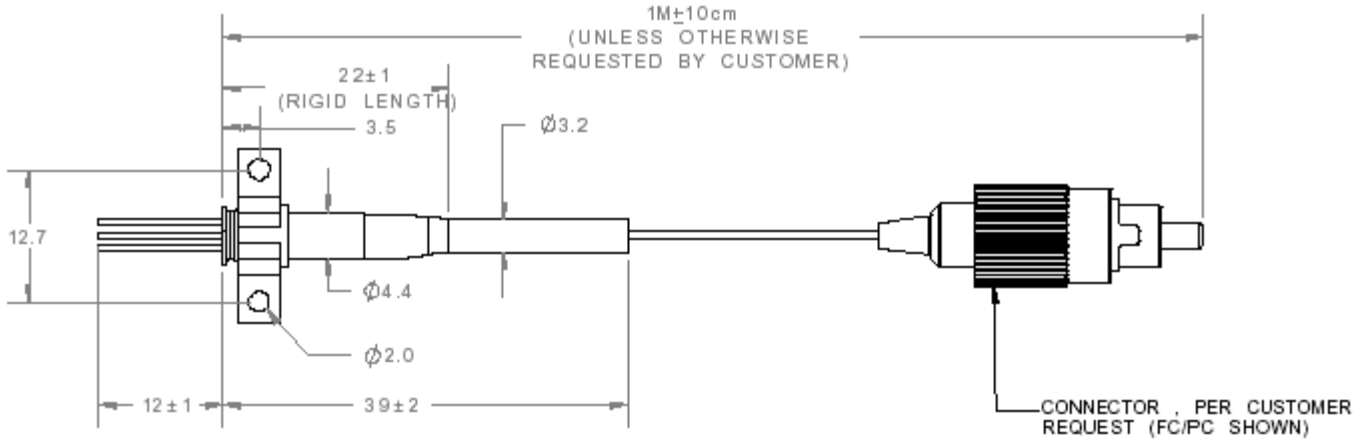 1M±10cm
(UNLESS OTHERWISE
REQUESTED BY CUSTOMER)
22±1
(RIGID LENGTH)
3.5
Ø3.2
12.7
Ø4.4
Ø2.0
12±1
39±2
CONNECTOR , PER CUSTOMER
REQUEST (FC/PC SHOWN)